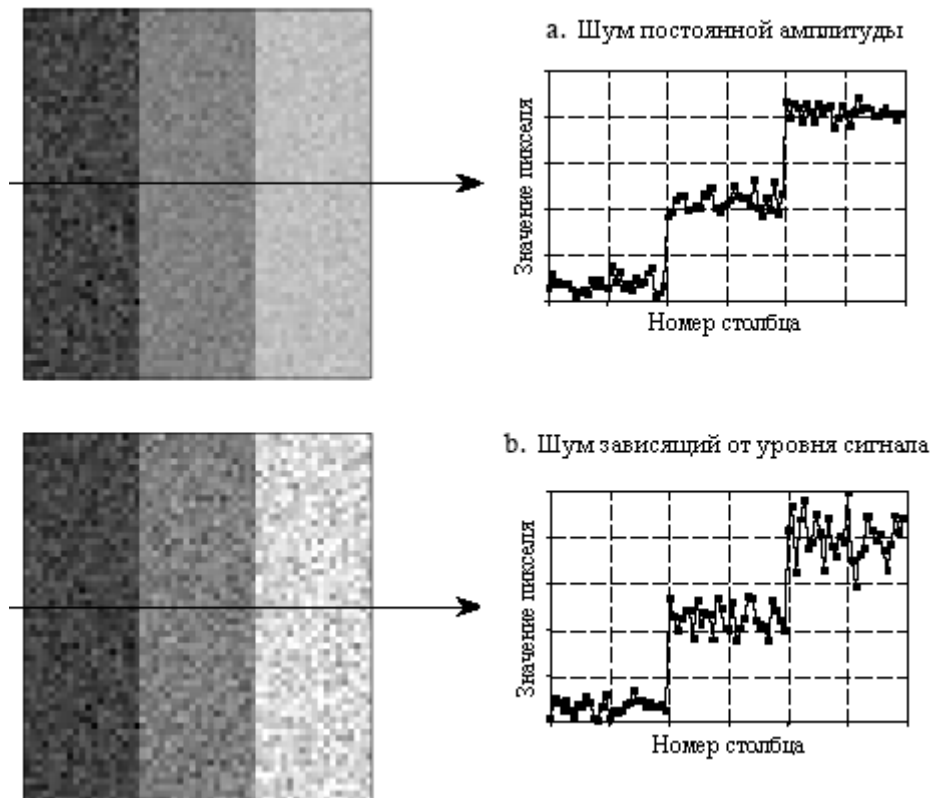 a. Шум постоянной амплитуды
Значение пикселя
Номер столбца
b. Шум зависящий от уровня сигнала
Значение пикселя
Номер столбца